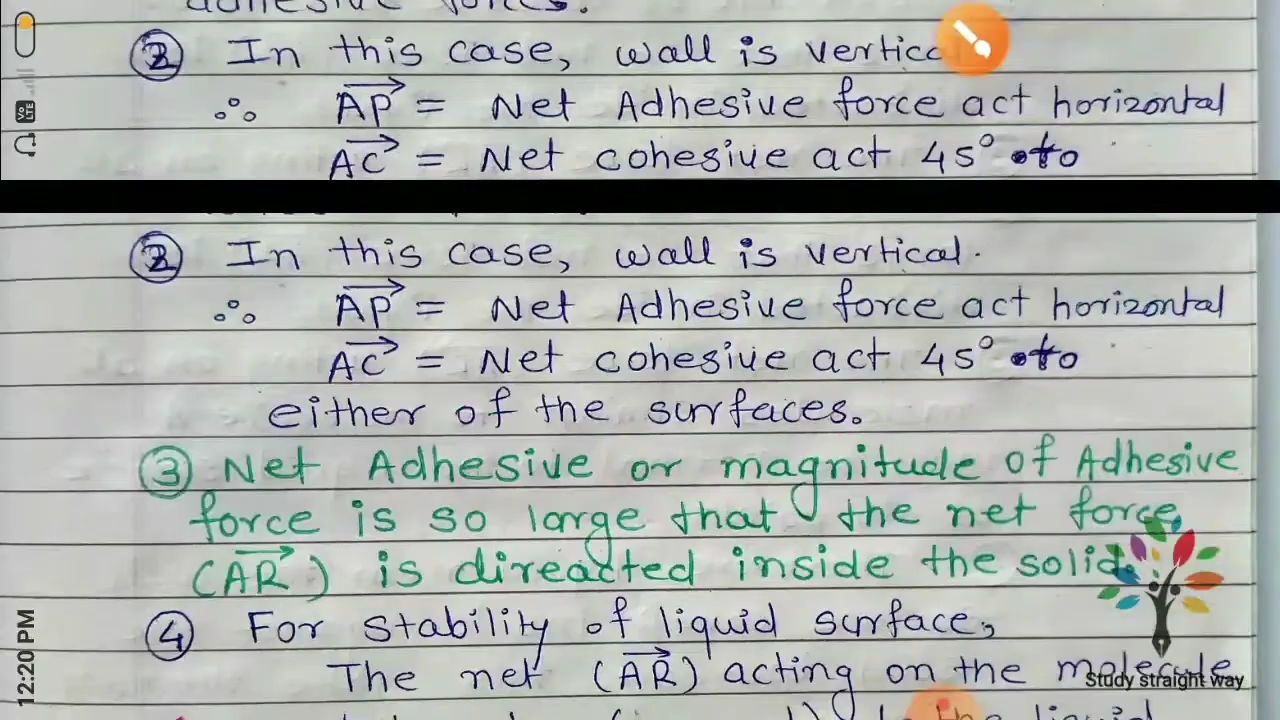 ② In this case, wall is vertica
∴ AP = Net Adhesive force act horizontal
AC = Net cohesive act 45° to
② In this case, wall is vertical.
∴ AP = Net Adhesive force act horizontal
AC = Net cohesive act 45° to
either of the surfaces.
③ Net Adhesive or magnitude of Adhesive
force is so large that the net force
(AR) is direacted inside the solid.
④ For stability of liquid surface,
The net (AR) acting on the molecule
Study straight way
12:20 PM